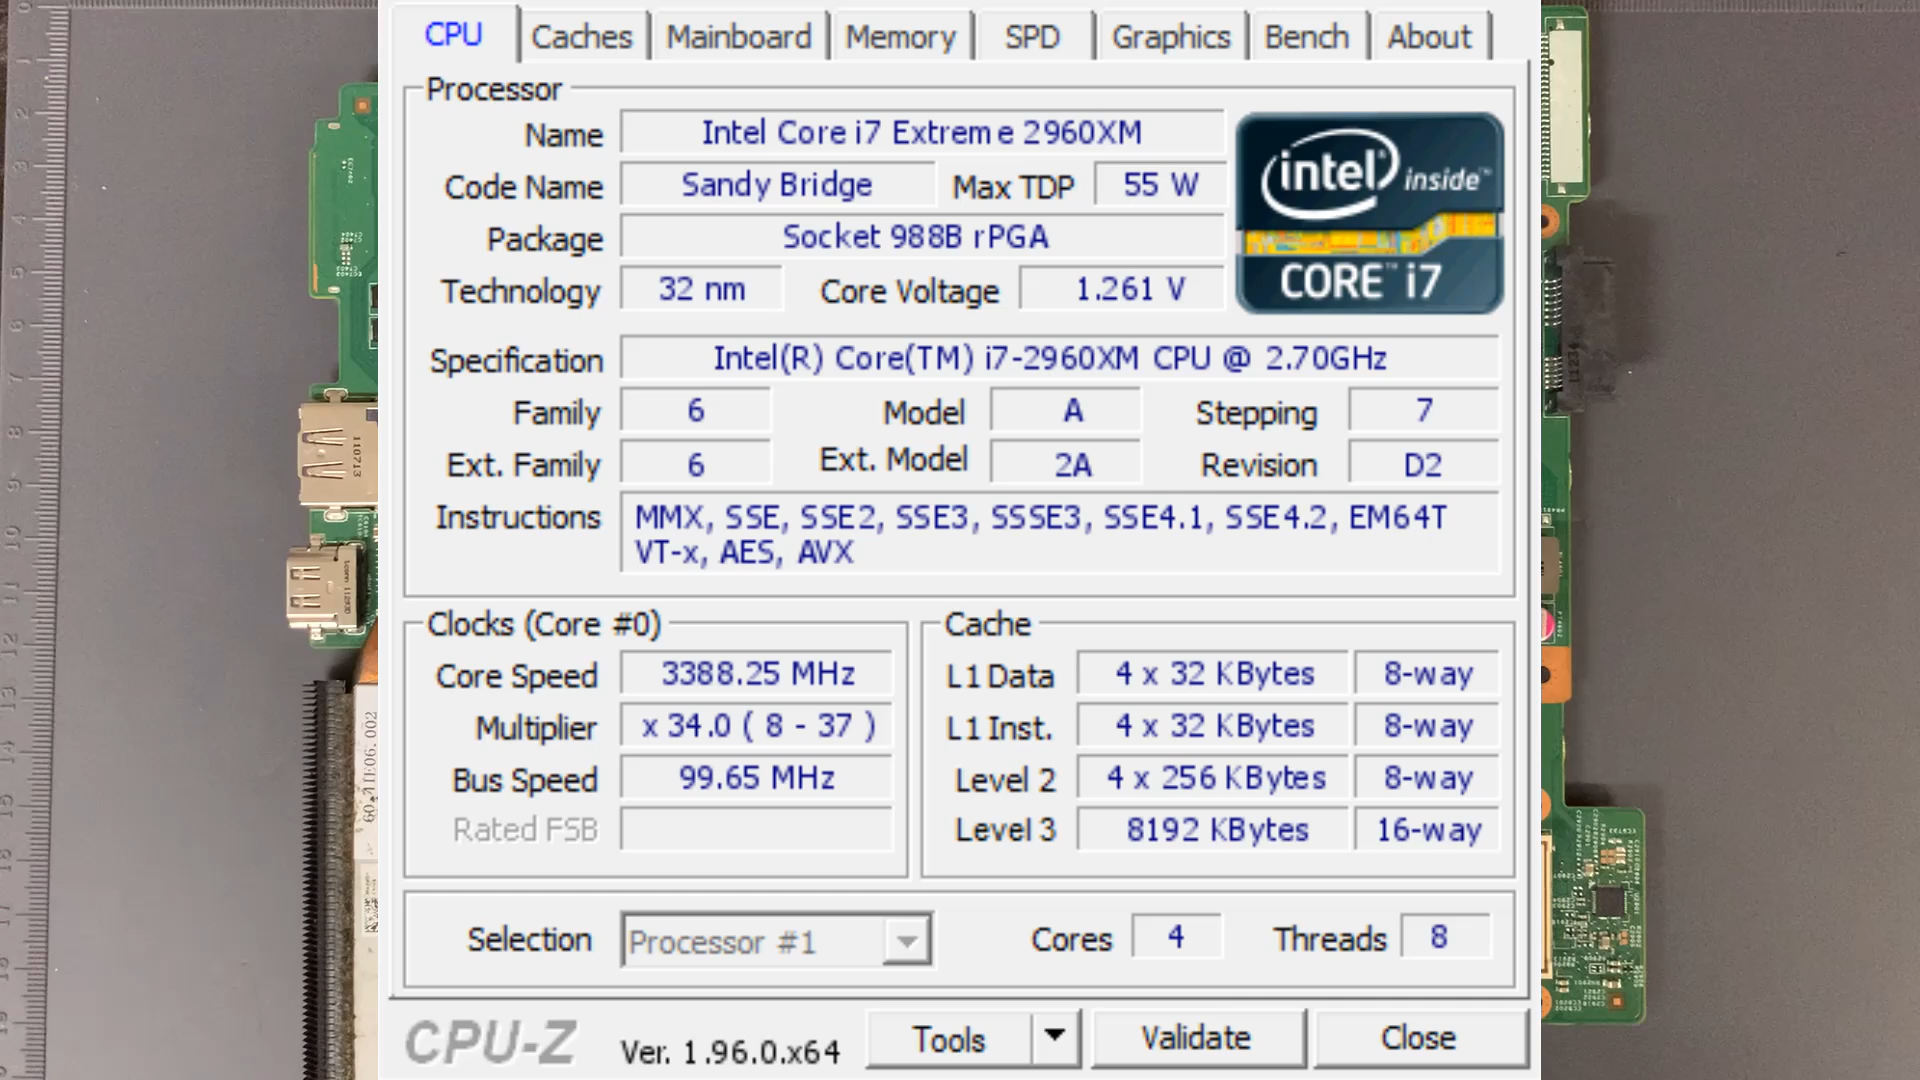 CPU Caches Mainboard Memory SPD Graphics Bench About
Processor
Name Intel Core i7 Extreme 2960XM
Code Name Sandy Bridge Max TDP 55 W
Package Socket 988B rPGA
Technology 32 nm Core Voltage 1.261 V
intel inside™
CORE™ i7
Specification Intel(R) Core(TM) i7-2960XM CPU @ 2.70GHz
Family 6 Model A Stepping 7
Ext. Family 6 Ext. Model 2A Revision D2
Instructions MMX, SSE, SSE2, SSE3, SSSE3, SSE4.1, SSE4.2, EM64T
VT-x, AES, AVX
Clocks (Core #0)
Core Speed 3388.25 MHz
Multiplier x 34.0 ( 8 - 37 )
Bus Speed 99.65 MHz
Rated FSB
Cache
L1 Data 4 x 32 KBytes 8-way
L1 Inst. 4 x 32 KBytes 8-way
Level 2 4 x 256 KBytes 8-way
Level 3 8192 KBytes 16-way
Selection Processor #1 Cores 4 Threads 8
CPU-Z Ver. 1.96.0.x64 Tools Validate Close
110713